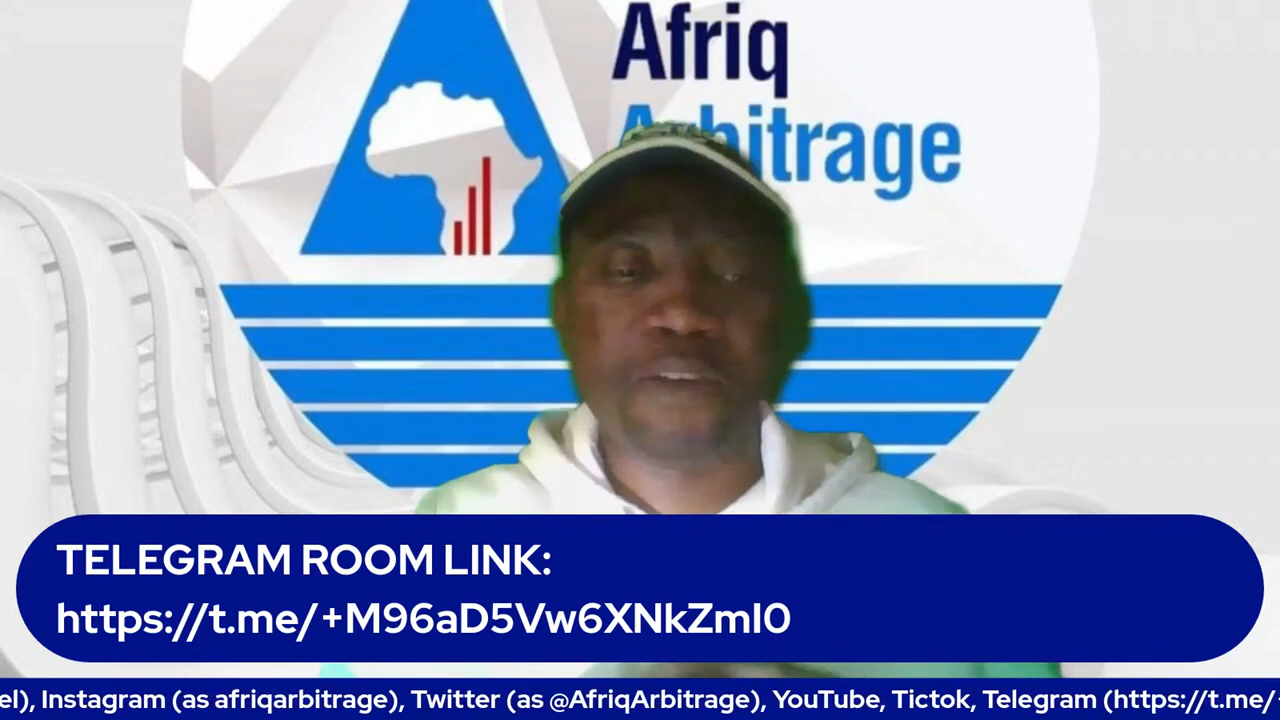 Afriq
Arbitrage
TELEGRAM ROOM LINK:
https://t.me/+M96aD5Vw6XNkZmI0
el), Instagram (as afriqarbitrage), Twitter (as @AfriqArbitrage), YouTube, Tictok, Telegram (https://t.me/